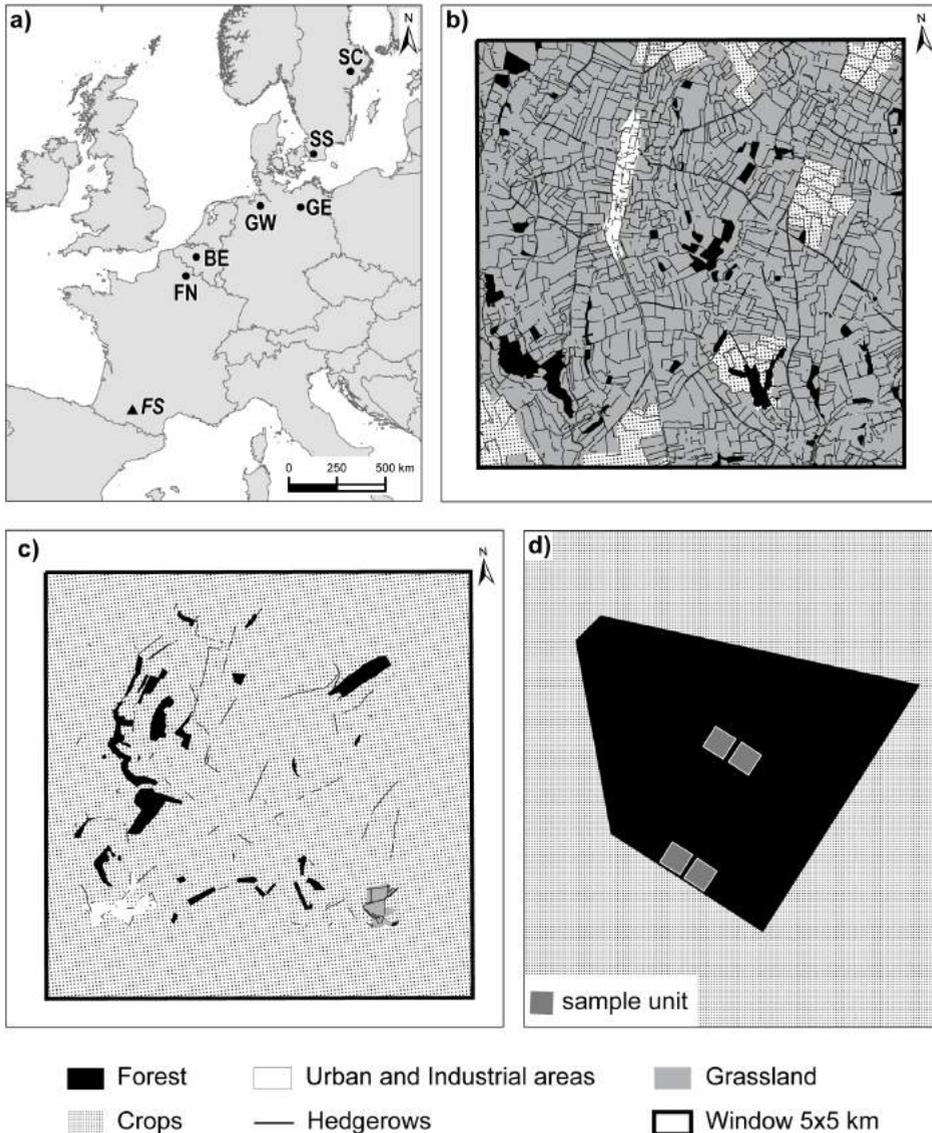 a)
N
SC
SS
GW
GE
BE
FN
FS
0 250 500 km
b)
N
c)
N
d)
sample unit
Forest Urban and Industrial areas Grassland
Crops Hedgerows Window 5x5 km